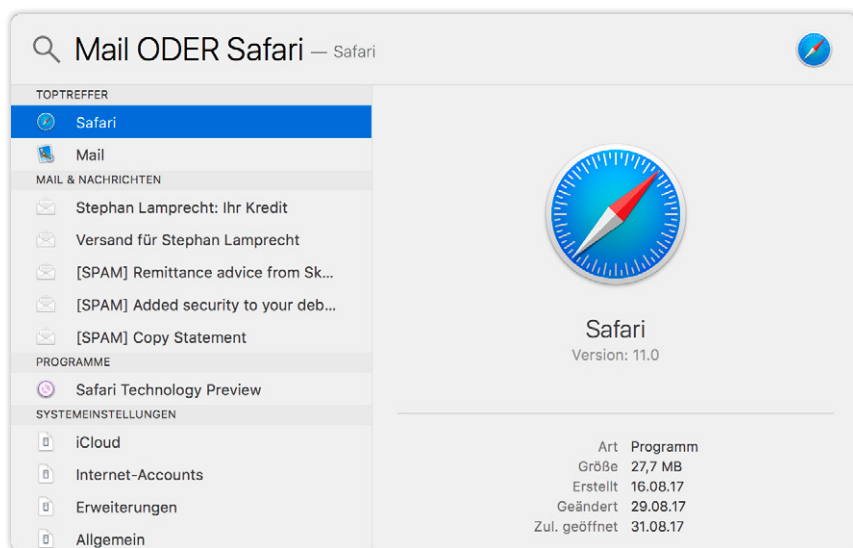 Mail ODER Safari — Safari
TOPTREFFER
Safari
Mail
MAIL & NACHRICHTEN
Stephan Lamprecht: Ihr Kredit
Versand für Stephan Lamprecht
[SPAM] Remittance advice from Sk...
[SPAM] Added security to your deb...
[SPAM] Copy Statement
PROGRAMME
Safari Technology Preview
SYSTEMEINSTELLUNGEN
iCloud
Internet-Accounts
Erweiterungen
Allgemein
Safari
Version: 11.0
Art Programm
Größe 27,7 MB
Erstellt 16.08.17
Geändert 29.08.17
Zul. geöffnet 31.08.17